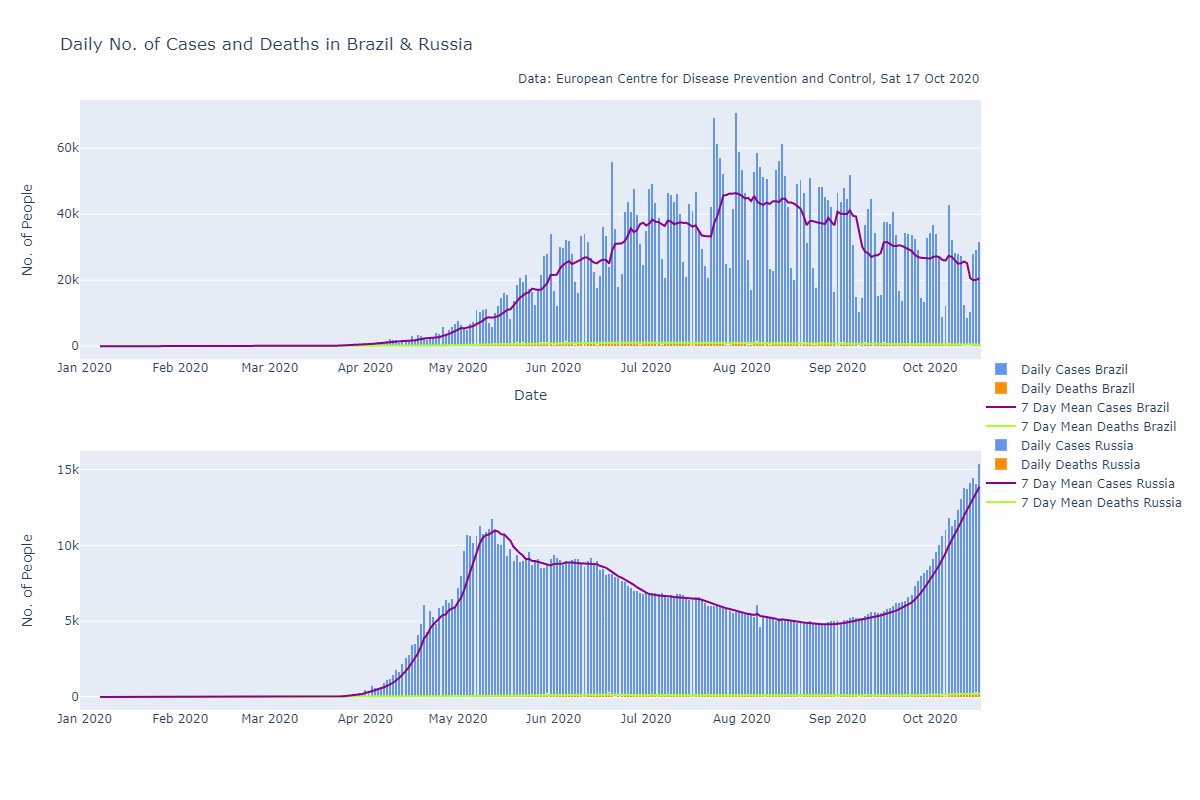 Daily No. of Cases and Deaths in Brazil & Russia
Data: European Centre for Disease Prevention and Control, Sat 17 Oct 2020
No. of People
60k
40k
20k
0
Jan 2020 Feb 2020 Mar 2020 Apr 2020 May 2020 Jun 2020 Jul 2020 Aug 2020 Sep 2020 Oct 2020
Date
Daily Cases Brazil
Daily Deaths Brazil
7 Day Mean Cases Brazil
7 Day Mean Deaths Brazil
Daily Cases Russia
Daily Deaths Russia
7 Day Mean Cases Russia
7 Day Mean Deaths Russia
No. of People
15k
10k
5k
0
Jan 2020 Feb 2020 Mar 2020 Apr 2020 May 2020 Jun 2020 Jul 2020 Aug 2020 Sep 2020 Oct 2020